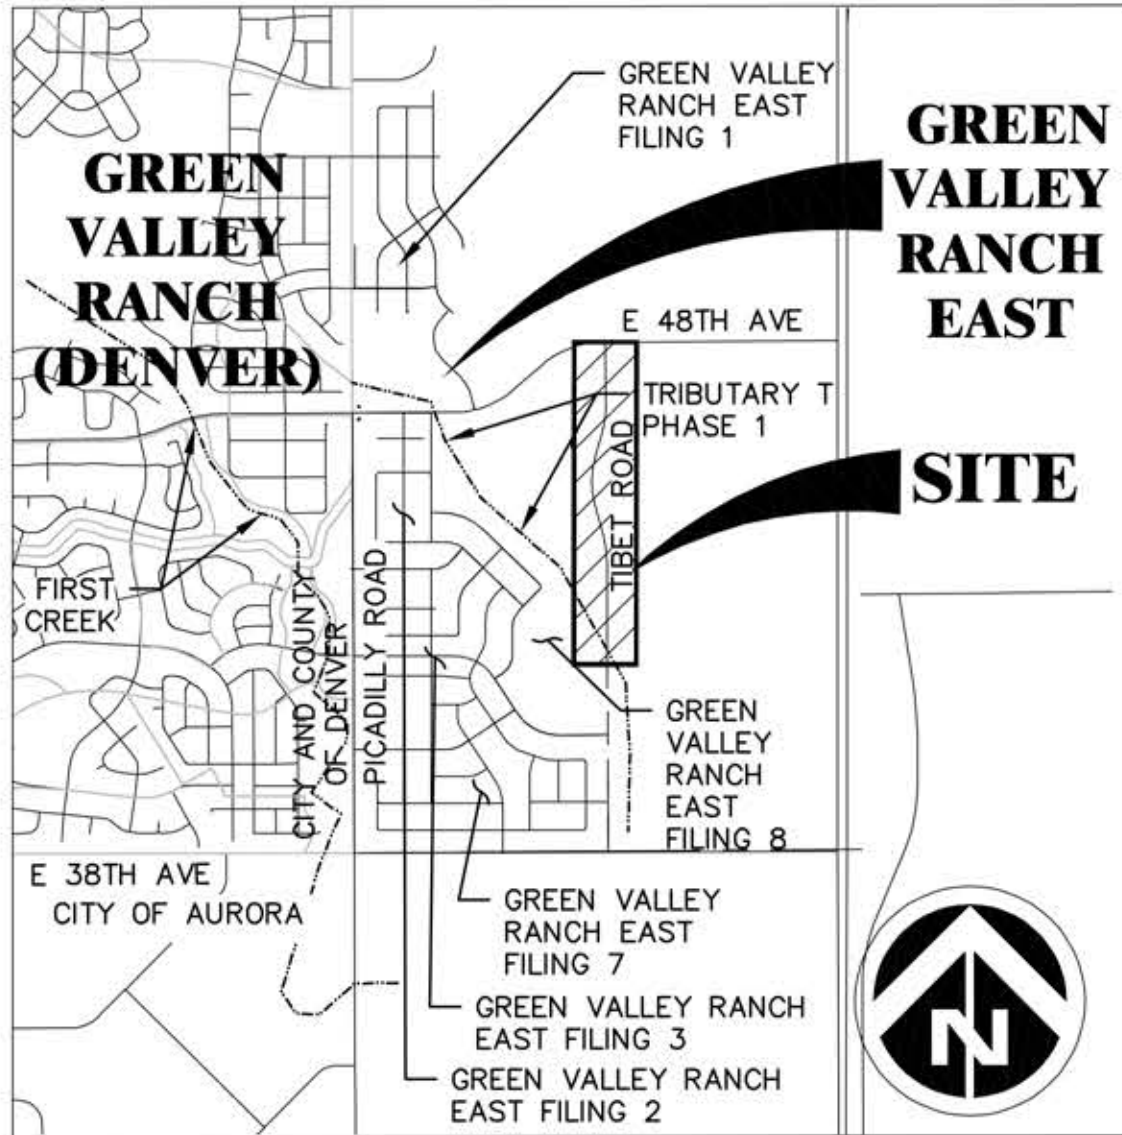 GREEN VALLEY
RANCH EAST
FILING 1
GREEN
VALLEY
RANCH
(DENVER)
GREEN
VALLEY
RANCH
EAST
E 48TH AVE
TRIBUTARY T
PHASE 1
TIBET ROAD
SITE
FIRST
CREEK
CITY AND COUNTY
OF DENVER
PICADILLY ROAD
GREEN
VALLEY
RANCH
EAST
FILING 8
E 38TH AVE
CITY OF AURORA
GREEN VALLEY
RANCH EAST
FILING 7
GREEN VALLEY RANCH
EAST FILING 3
GREEN VALLEY RANCH
EAST FILING 2
N